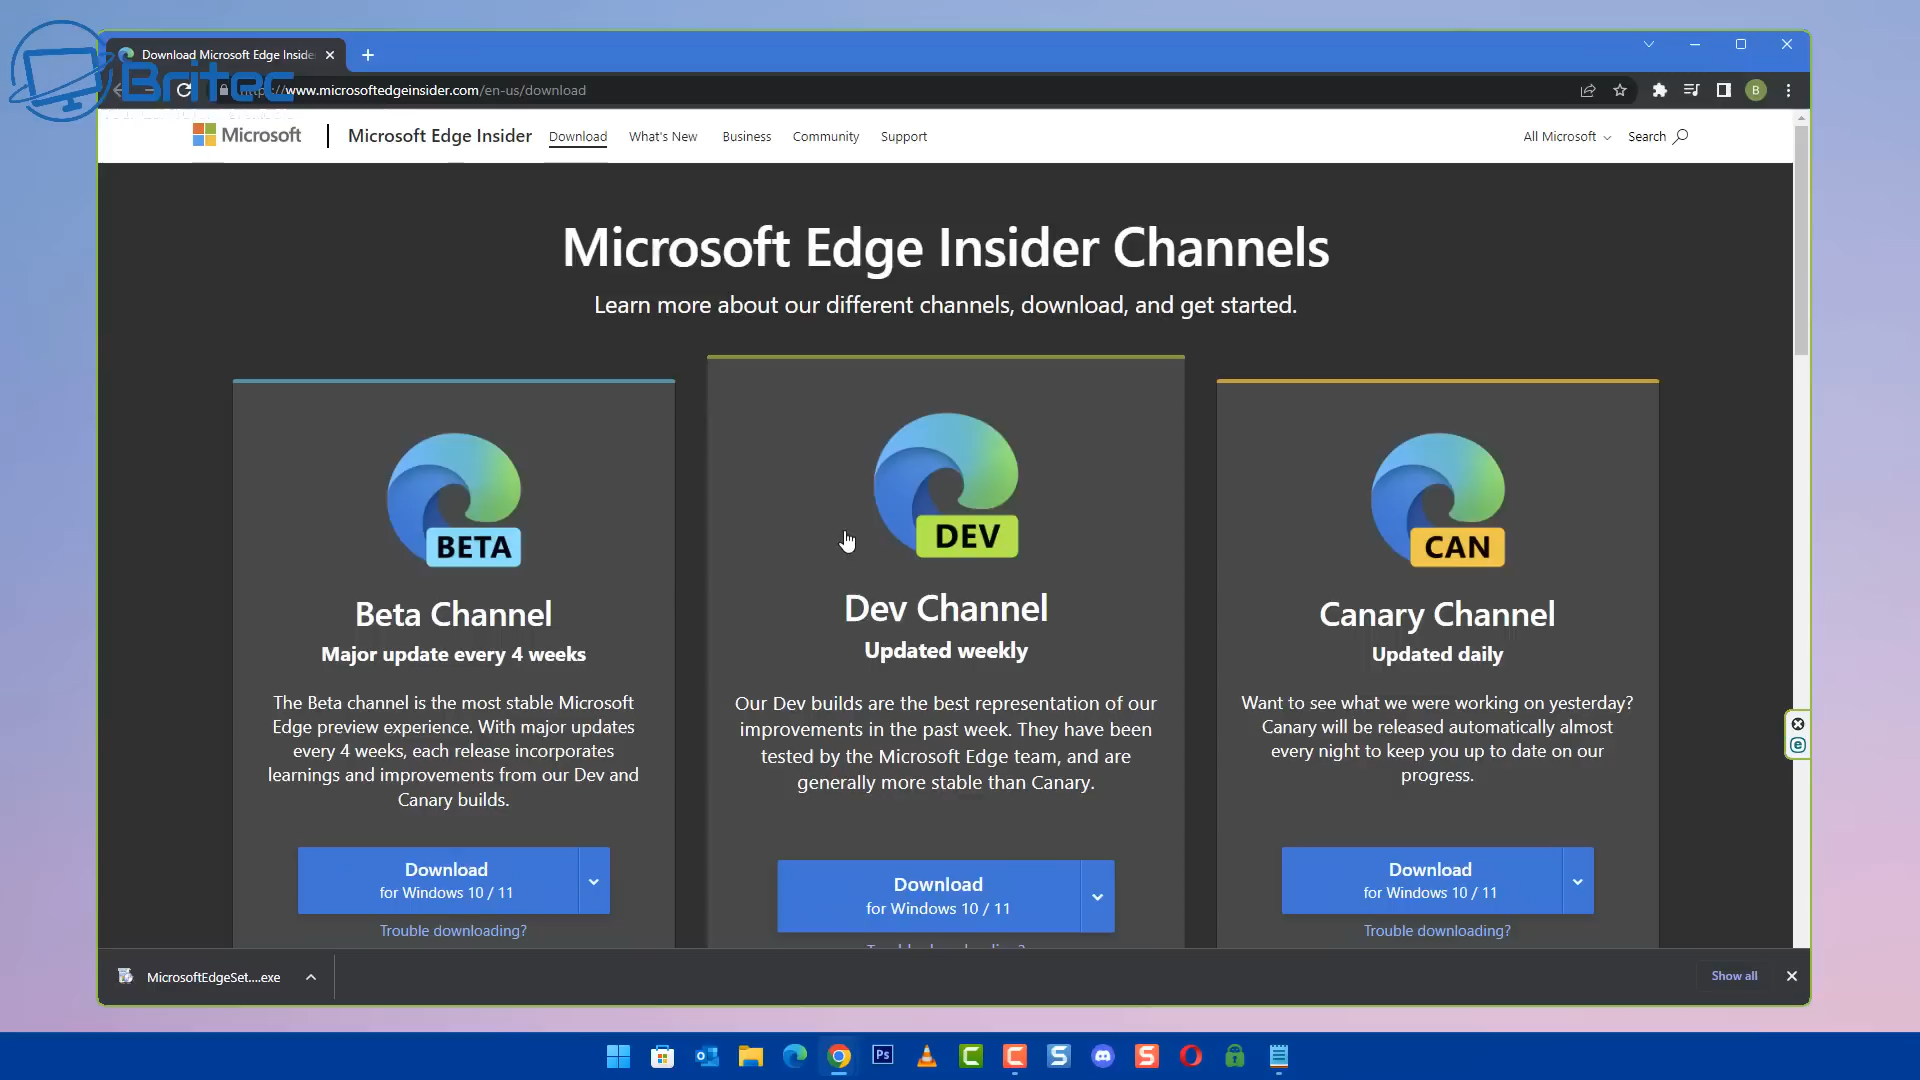 Download Microsoft Edge Inside
Britec
www.microsoftedgeinsider.com/en-us/download
B
Microsoft
Microsoft Edge Insider
Download
What's New
Business
Community
Support
All Microsoft
Search
Microsoft Edge Insider Channels
Learn more about our different channels, download, and get started.
BETA
Beta Channel
Major update every 4 weeks
The Beta channel is the most stable Microsoft
Edge preview experience. With major updates
every 4 weeks, each release incorporates
learnings and improvements from our Dev and
Canary builds.
Download
for Windows 10 / 11
Trouble downloading?
DEV
Dev Channel
Updated weekly
Our Dev builds are the best representation of our
improvements in the past week. They have been
tested by the Microsoft Edge team, and are
generally more stable than Canary.
Download
for Windows 10 / 11
CAN
Canary Channel
Updated daily
Want to see what we were working on yesterday?
Canary will be released automatically almost
every night to keep you up to date on our
progress.
Download
for Windows 10 / 11
Trouble downloading?
MicrosoftEdgeSet....exe
Show all
Ps